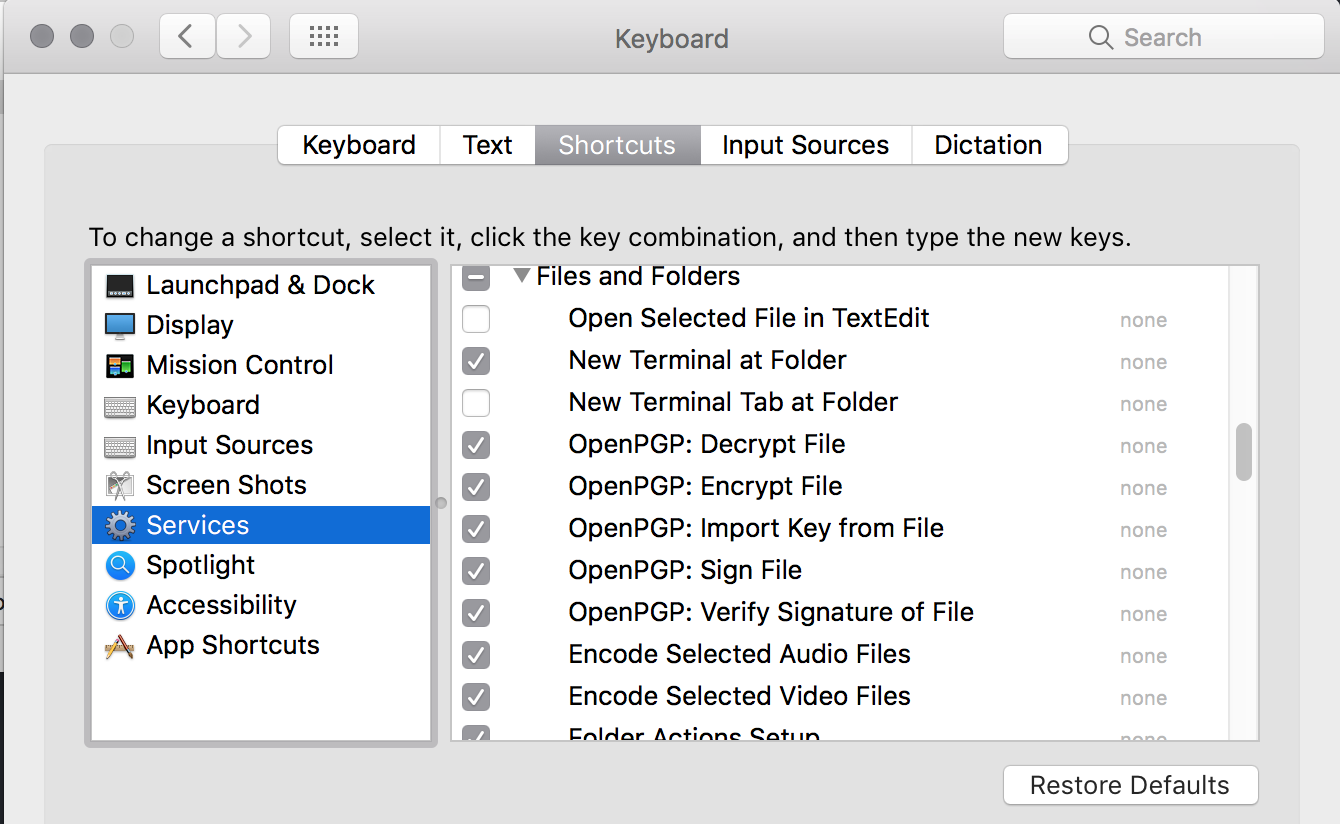 Keyboard
Search
Keyboard Text Shortcuts Input Sources Dictation
To change a shortcut, select it, click the key combination, and then type the new keys.
Launchpad & Dock
Display
Mission Control
Keyboard
Input Sources
Screen Shots
Services
Spotlight
Accessibility
App Shortcuts
Files and Folders
Open Selected File in TextEdit none
New Terminal at Folder none
New Terminal Tab at Folder none
OpenPGP: Decrypt File none
OpenPGP: Encrypt File none
OpenPGP: Import Key from File none
OpenPGP: Sign File none
OpenPGP: Verify Signature of File none
Encode Selected Audio Files none
Encode Selected Video Files none
Folder Actions Setup none
Restore Defaults